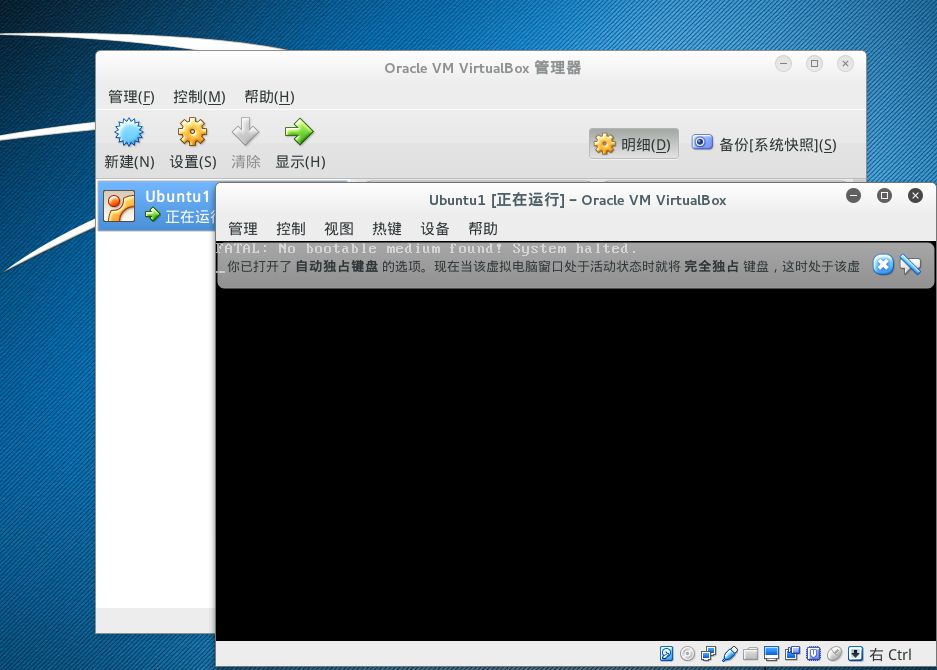 Oracle VM VirtualBox 管理器
管理(F) 控制(M) 帮助(H)
新建(N) 设置(S) 清除 显示(H) 明细(D) 备份[系统快照](S)
Ubuntu1
正在运行
Ubuntu1 [正在运行] - Oracle VM VirtualBox
管理 控制 视图 热键 设备 帮助
FATAL: No bootable medium found! System halted.
你已打开了 自动独占键盘 的选项。现在当该虚拟电脑窗口处于活动状态时就将 完全独占 键盘，这时处于该虚
右 Ctrl